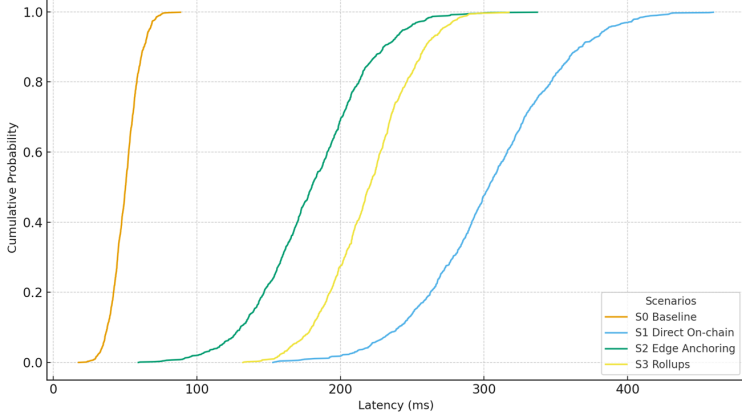 1.0
0.8
0.6
0.4
0.2
0.0
Cumulative Probability
0
100
200
300
400
Latency (ms)
Scenarios
S0 Baseline
S1 Direct On-chain
S2 Edge Anchoring
S3 Rollups